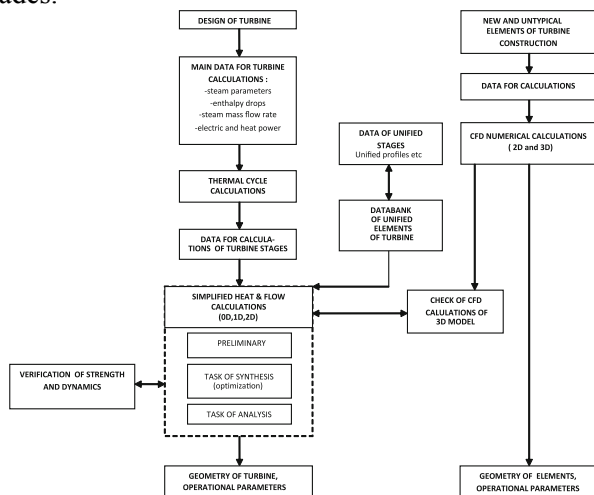 ades.
DESIGN OF TURBINE
MAIN DATA FOR TURBINE
CALCULATIONS :
-steam parameters
-enthalpy drops
-steam mass flow rate
-electric and heat power
THERMAL CYCLE
CALCULATIONS
DATA FOR CALCULA-
TIONS OF TURBINE STAGES
SIMPLIFIED HEAT & FLOW
CALCULATIONS
(0D,1D,2D)
PRELIMINARY
TASK OF SYNTHESIS
(optimization)
TASK OF ANALYSIS
VERIFICATION OF STRENGTH
AND DYNAMICS
GEOMETRY OF TURBINE,
OPERATIONAL PARAMETERS
DATA OF UNIFIED
STAGES
Unified profiles etc
DATABANK
OF UNIFIED
ELEMENTS
OF TURBINE
NEW AND UNTYPICAL
ELEMENTS OF TURBINE
CONSTRUCTION
DATA FOR CALCULATIONS
CFD NUMERICAL CALCULATIONS
( 2D and 3D)
CHECK OF CFD
CALULATIONS OF
3D MODEL
GEOMETRY OF ELEMENTS,
OPERATIONAL PARAMETERS